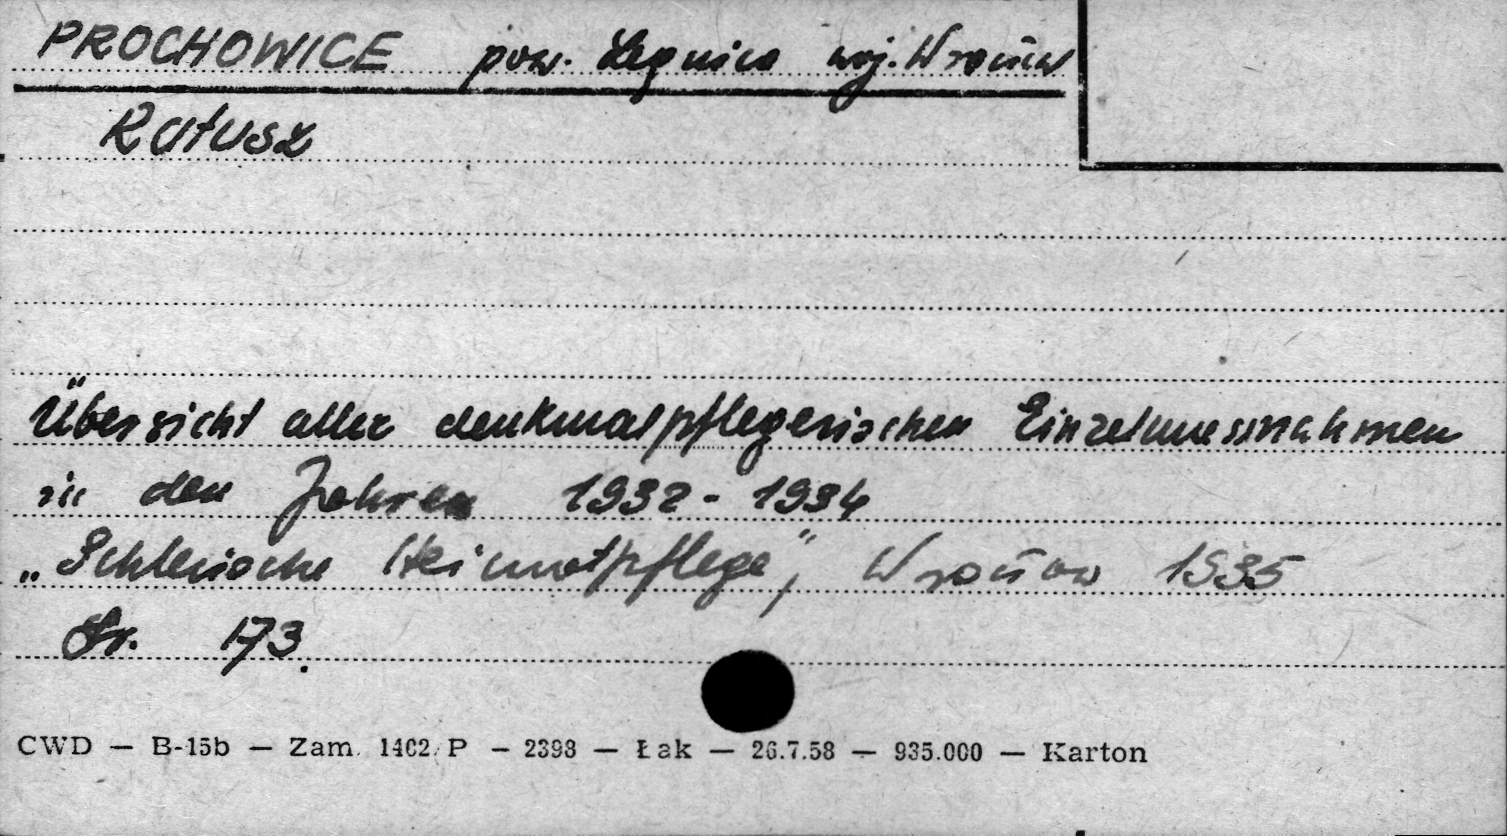 PROCHOWICE pow. Legnica woj. Wrocław
Ratusz
Übersicht aller denkmalpflegerischen Einzelmassnahmen
in den Jahren 1932 - 1934
„Schlesische Heimatpflege", Wrocław 1935
Str. 173.
CWD — B-15b — Zam. 1402/P — 2393 — Łak — 26.7.58 — 935.000 — Karton